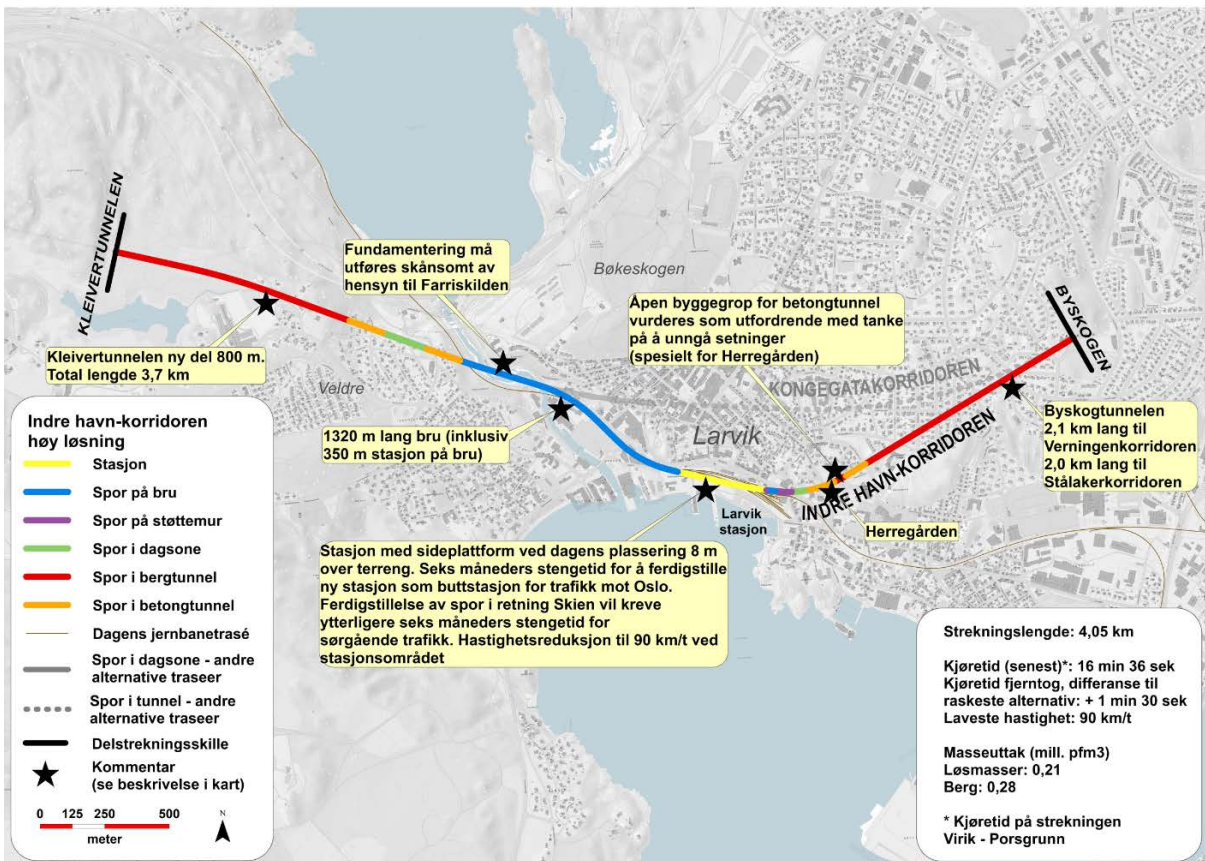 KLEIVERTUNNELEN
Fundamentering må
utføres skånsomt av
hensyn til Farriskilden
Bøkeskogen
Åpen byggegrop for betongtunnel
vurderes som utfordrende med tanke
på å unngå setninger
(spesielt for Herregården)
BYSKOGEN
Kleivertunnelen ny del 800 m.
Total lengde 3,7 km
Veldre
KONGEGATAKORRIDOREN
INDRE HAVN-KORRIDOREN
Byskogtunnelen
2,1 km lang til
Verningenkorridoren
2,0 km lang til
Stålakerkorridoren
1320 m lang bru (inklusiv
350 m stasjon på bru)
Larvik
Larvik
stasjon
Herregården
Stasjon med sideplattform ved dagens plassering 8 m
over terreng. Seks måneders stengetid for å ferdigstille
ny stasjon som buttstasjon for trafikk mot Oslo.
Ferdigstillelse av spor i retning Skien vil kreve
ytterligere seks måneders stengetid for
sørgående trafikk. Hastighetsreduksjon til 90 km/t ved
stasjonsområdet
Indre havn-korridoren
høy løsning
Stasjon
Spor på bru
Spor på støttemur
Spor i dagsone
Spor i bergtunnel
Spor i betongtunnel
Dagens jernbanetrasé
Spor i dagsone - andre
alternative traseer
Spor i tunnel - andre
alternative traseer
Delstrekningsskille
Kommentar
(se beskrivelse i kart)
0 125 250 500
meter
N
Strekningslengde: 4,05 km
Kjøretid (senest)*: 16 min 36 sek
Kjøretid fjerntog, differanse til
raskeste alternativ: + 1 min 30 sek
Laveste hastighet: 90 km/t
Masseuttak (mill. pfm3)
Løsmasser: 0,21
Berg: 0,28
* Kjøretid på strekningen
Virik - Porsgrunn